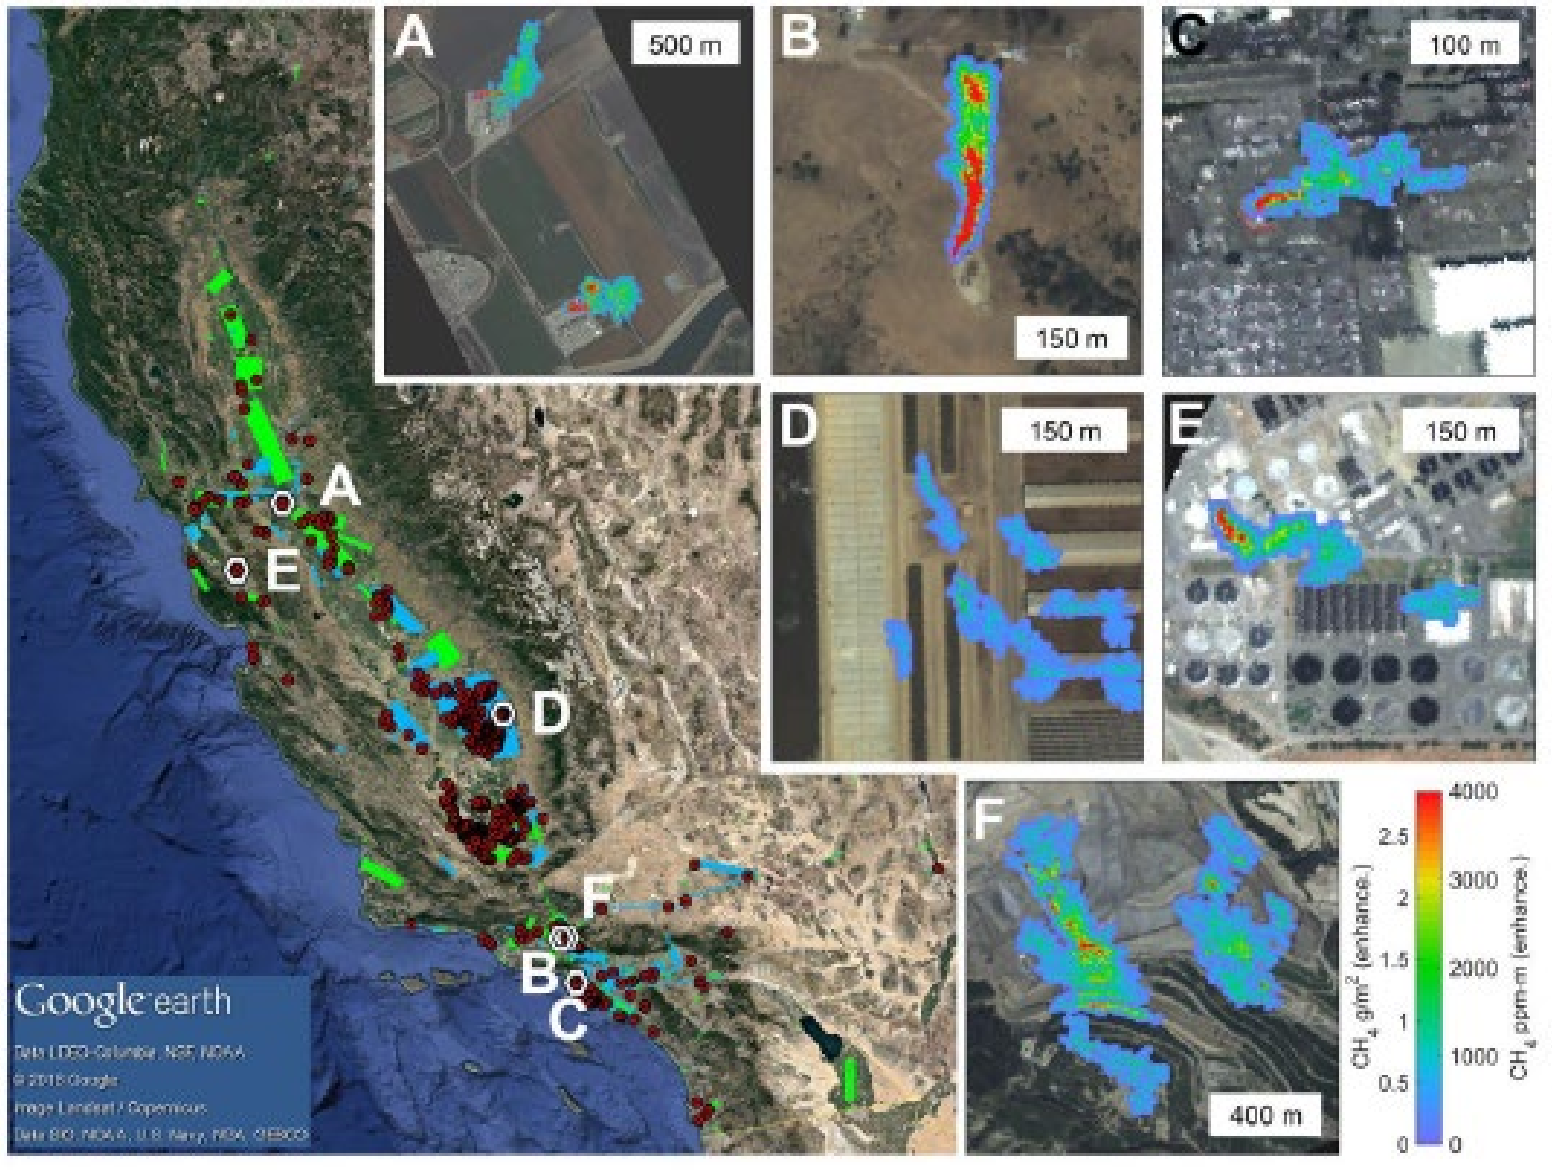 A
500 m
B
150 m
C
100 m
D
150 m
E
150 m
F
400 m
A
E
D
F
B
C
Google earth
Data LDEO-Columbia, NSF, NOAA
© 2016 Google
Image Landsat / Copernicus
Data SIO, NOAA, U.S. Navy, NGA, GEBCO
4000
2.5
3000
2
1.5
2000
1
1000
0.5
0
0
CH4 g/m2 (enhance.)
CH4 ppm-m (enhance.)